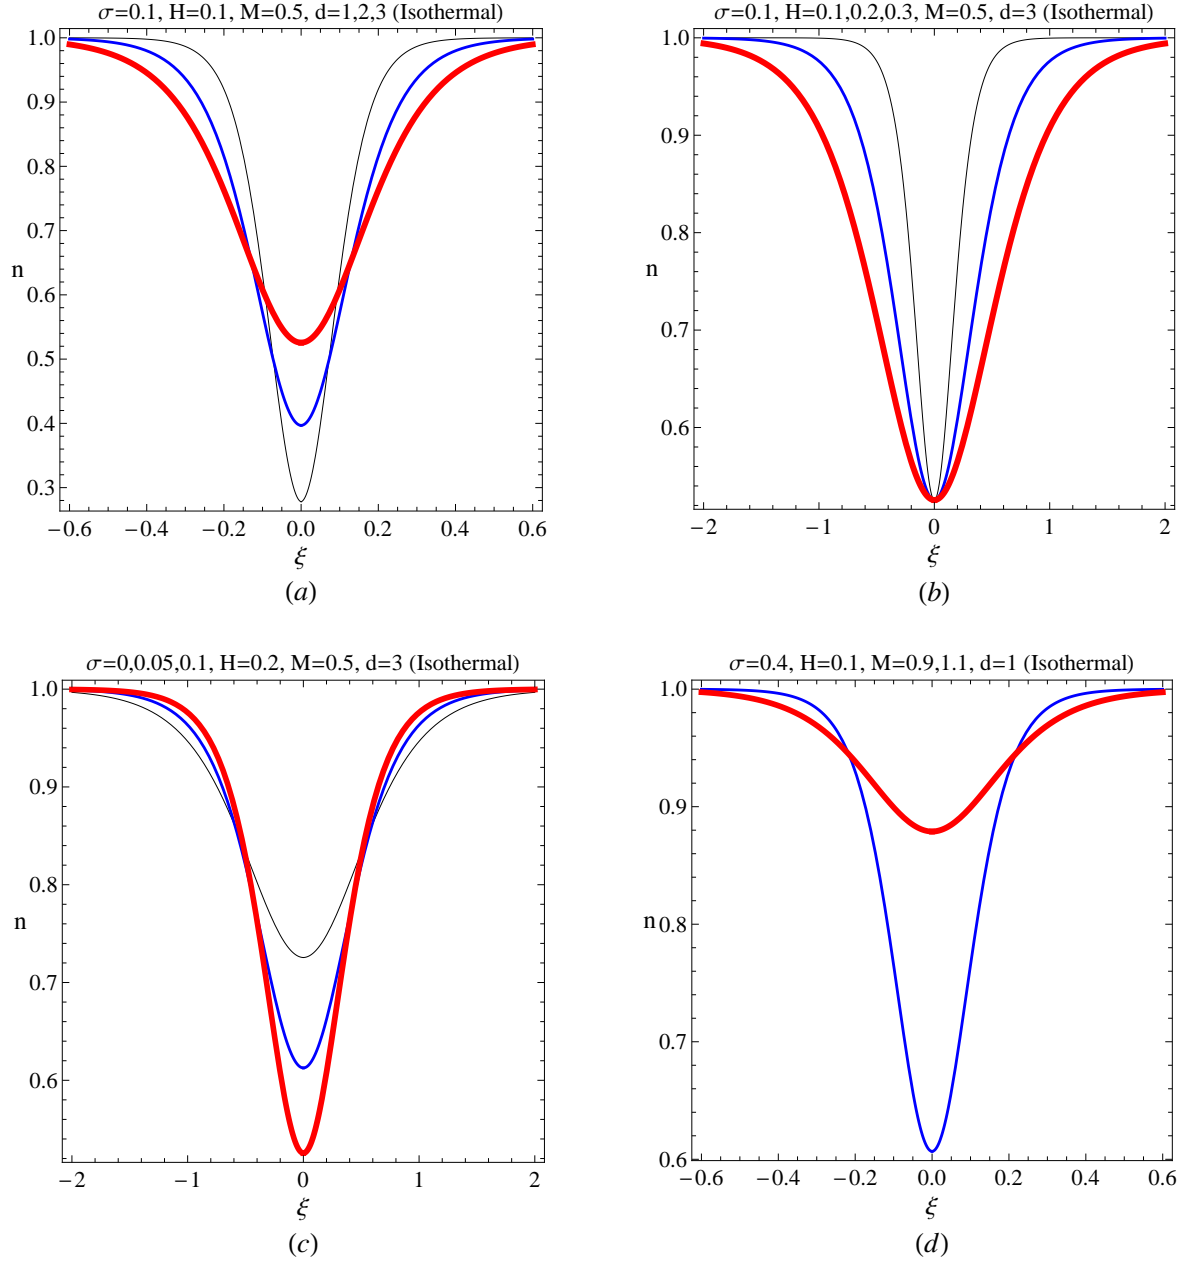 σ=0.1, H=0.1, M=0.5, d=1,2,3 (Isothermal)
1.0
0.9
0.8
0.7
n
0.6
0.5
0.4
0.3
−0.6 −0.4 −0.2 0.0 0.2 0.4 0.6
ξ
(a)
σ=0.1, H=0.1,0.2,0.3, M=0.5, d=3 (Isothermal)
1.0
0.9
0.8
n
0.7
0.6
−2 −1 0 1 2
ξ
(b)
σ=0,0.05,0.1, H=0.2, M=0.5, d=3 (Isothermal)
1.0
0.9
0.8
n
0.7
0.6
−2 −1 0 1 2
ξ
(c)
σ=0.4, H=0.1, M=0.9,1.1, d=1 (Isothermal)
1.0
0.9
n
0.8
0.7
0.6
−0.6 −0.4 −0.2 0.0 0.2 0.4 0.6
ξ
(d)